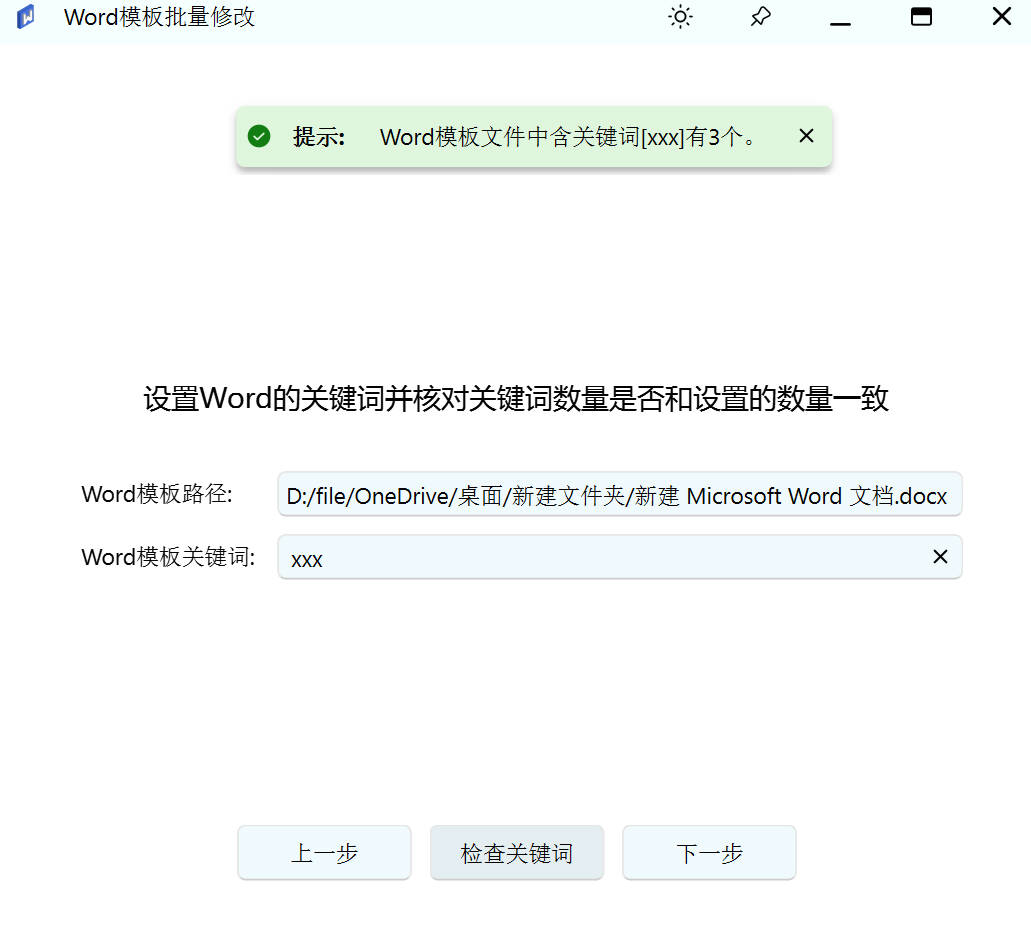 Word模板批量修改
提示: Word模板文件中含关键词[xxx]有3个。
设置Word的关键词并核对关键词数量是否和设置的数量一致
Word模板路径: D:/file/OneDrive/桌面/新建文件夹/新建 Microsoft Word 文档.docx
Word模板关键词: xxx
上一步 检查关键词 下一步